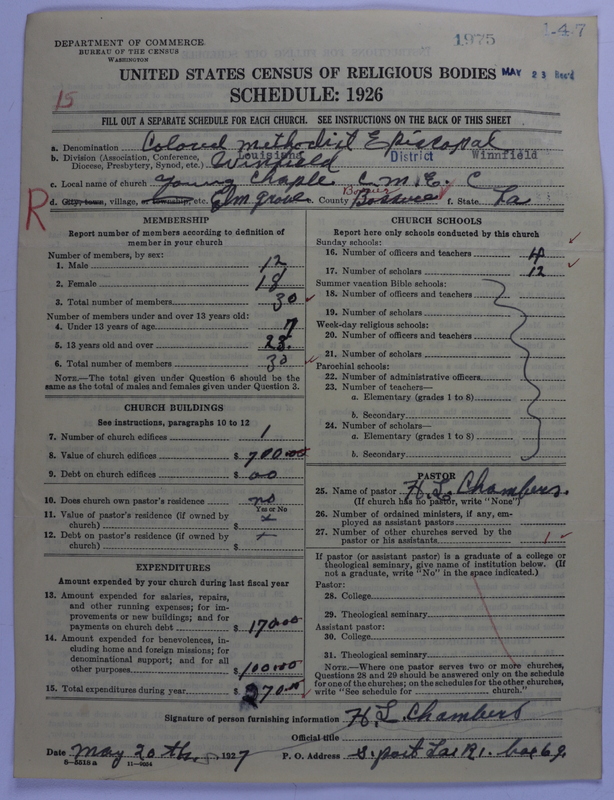 DEPARTMENT OF COMMERCE
BUREAU OF THE CENSUS
WASHINGTON
1975
1-4-7
UNITED STATES CENSUS OF RELIGIOUS BODIES MAY 23 Rec'd
SCHEDULE: 1926
15
FILL OUT A SEPARATE SCHEDULE FOR EACH CHURCH. SEE INSTRUCTIONS ON THE BACK OF THIS SHEET
a. Denomination Colored Methodist Episcopal
b. Division (Association, Conference, Diocese, Presbytery, Synod, etc.) Winfield Louisiana District Winnfield
c. Local name of church Young Chaple C. M. E. C
R
d. City, town, village, township, etc. Elm grove e. County Bossier f. State La
MEMBERSHIP
Report number of members according to definition of
member in your church
Number of members, by sex:
1. Male 12
2. Female 18
3. Total number of members 30
Number of members under and over 13 years old:
4. Under 13 years of age 7
5. 13 years old and over 23
6. Total number of members 30
NOTE.—The total given under Question 6 should be
same as the total of males and females given under Question 3.
CHURCH BUILDINGS
See instructions, paragraphs 10 to 12
7. Number of church edifices 1
8. Value of church edifices $ 700.00
9. Debt on church edifices $ 00
10. Does church own pastor's residence no
Yes or No
11. Value of pastor's residence (if owned by
church) $ x
12. Debt on pastor's residence (if owned by
church) $ x
EXPENDITURES
Amount expended by your church during last fiscal year
13. Amount expended for salaries, repairs,
and other running expenses; for im-
provements or new buildings; and for
payments on church debt $ 170.00
14. Amount expended for benevolences, in-
cluding home and foreign missions; for
denominational support; and for all
other purposes $ 100.00
15. Total expenditures during year $ 270.00
CHURCH SCHOOLS
Report here only schools conducted by this church
Sunday schools:
16. Number of officers and teachers 4
17. Number of scholars 12
Summer vacation Bible schools:
18. Number of officers and teachers
19. Number of scholars
Week-day religious schools:
20. Number of officers and teachers
21. Number of scholars
Parochial schools:
22. Number of administrative officers
23. Number of teachers—
a. Elementary (grades 1 to 8)
b. Secondary
24. Number of scholars—
a. Elementary (grades 1 to 8)
b. Secondary
PASTOR
25. Name of pastor H. L. Chambers.
(If church has no pastor, write "None")
26. Number of ordained ministers, if any, em-
ployed as assistant pastors
27. Number of other churches served by the
pastor or his assistants 1
If pastor (or assistant pastor) is a graduate of a college or
theological seminary, give name of institution below. (If
not a graduate, write "No" in the space indicated.)
Pastor:
28. College
29. Theological seminary
Assistant pastor:
30. College
31. Theological seminary
NOTE.—Where one pastor serves two or more churches,
Questions 28 and 29 should be answered only on the schedule
for one of the churches; on the schedules for the other churches,
write "See schedule for church."
Signature of person furnishing information H L Chambers
Official title
Date May 20th, 1927 P. O. Address S. port La R1. box 69.
8-5518 a 11-9034